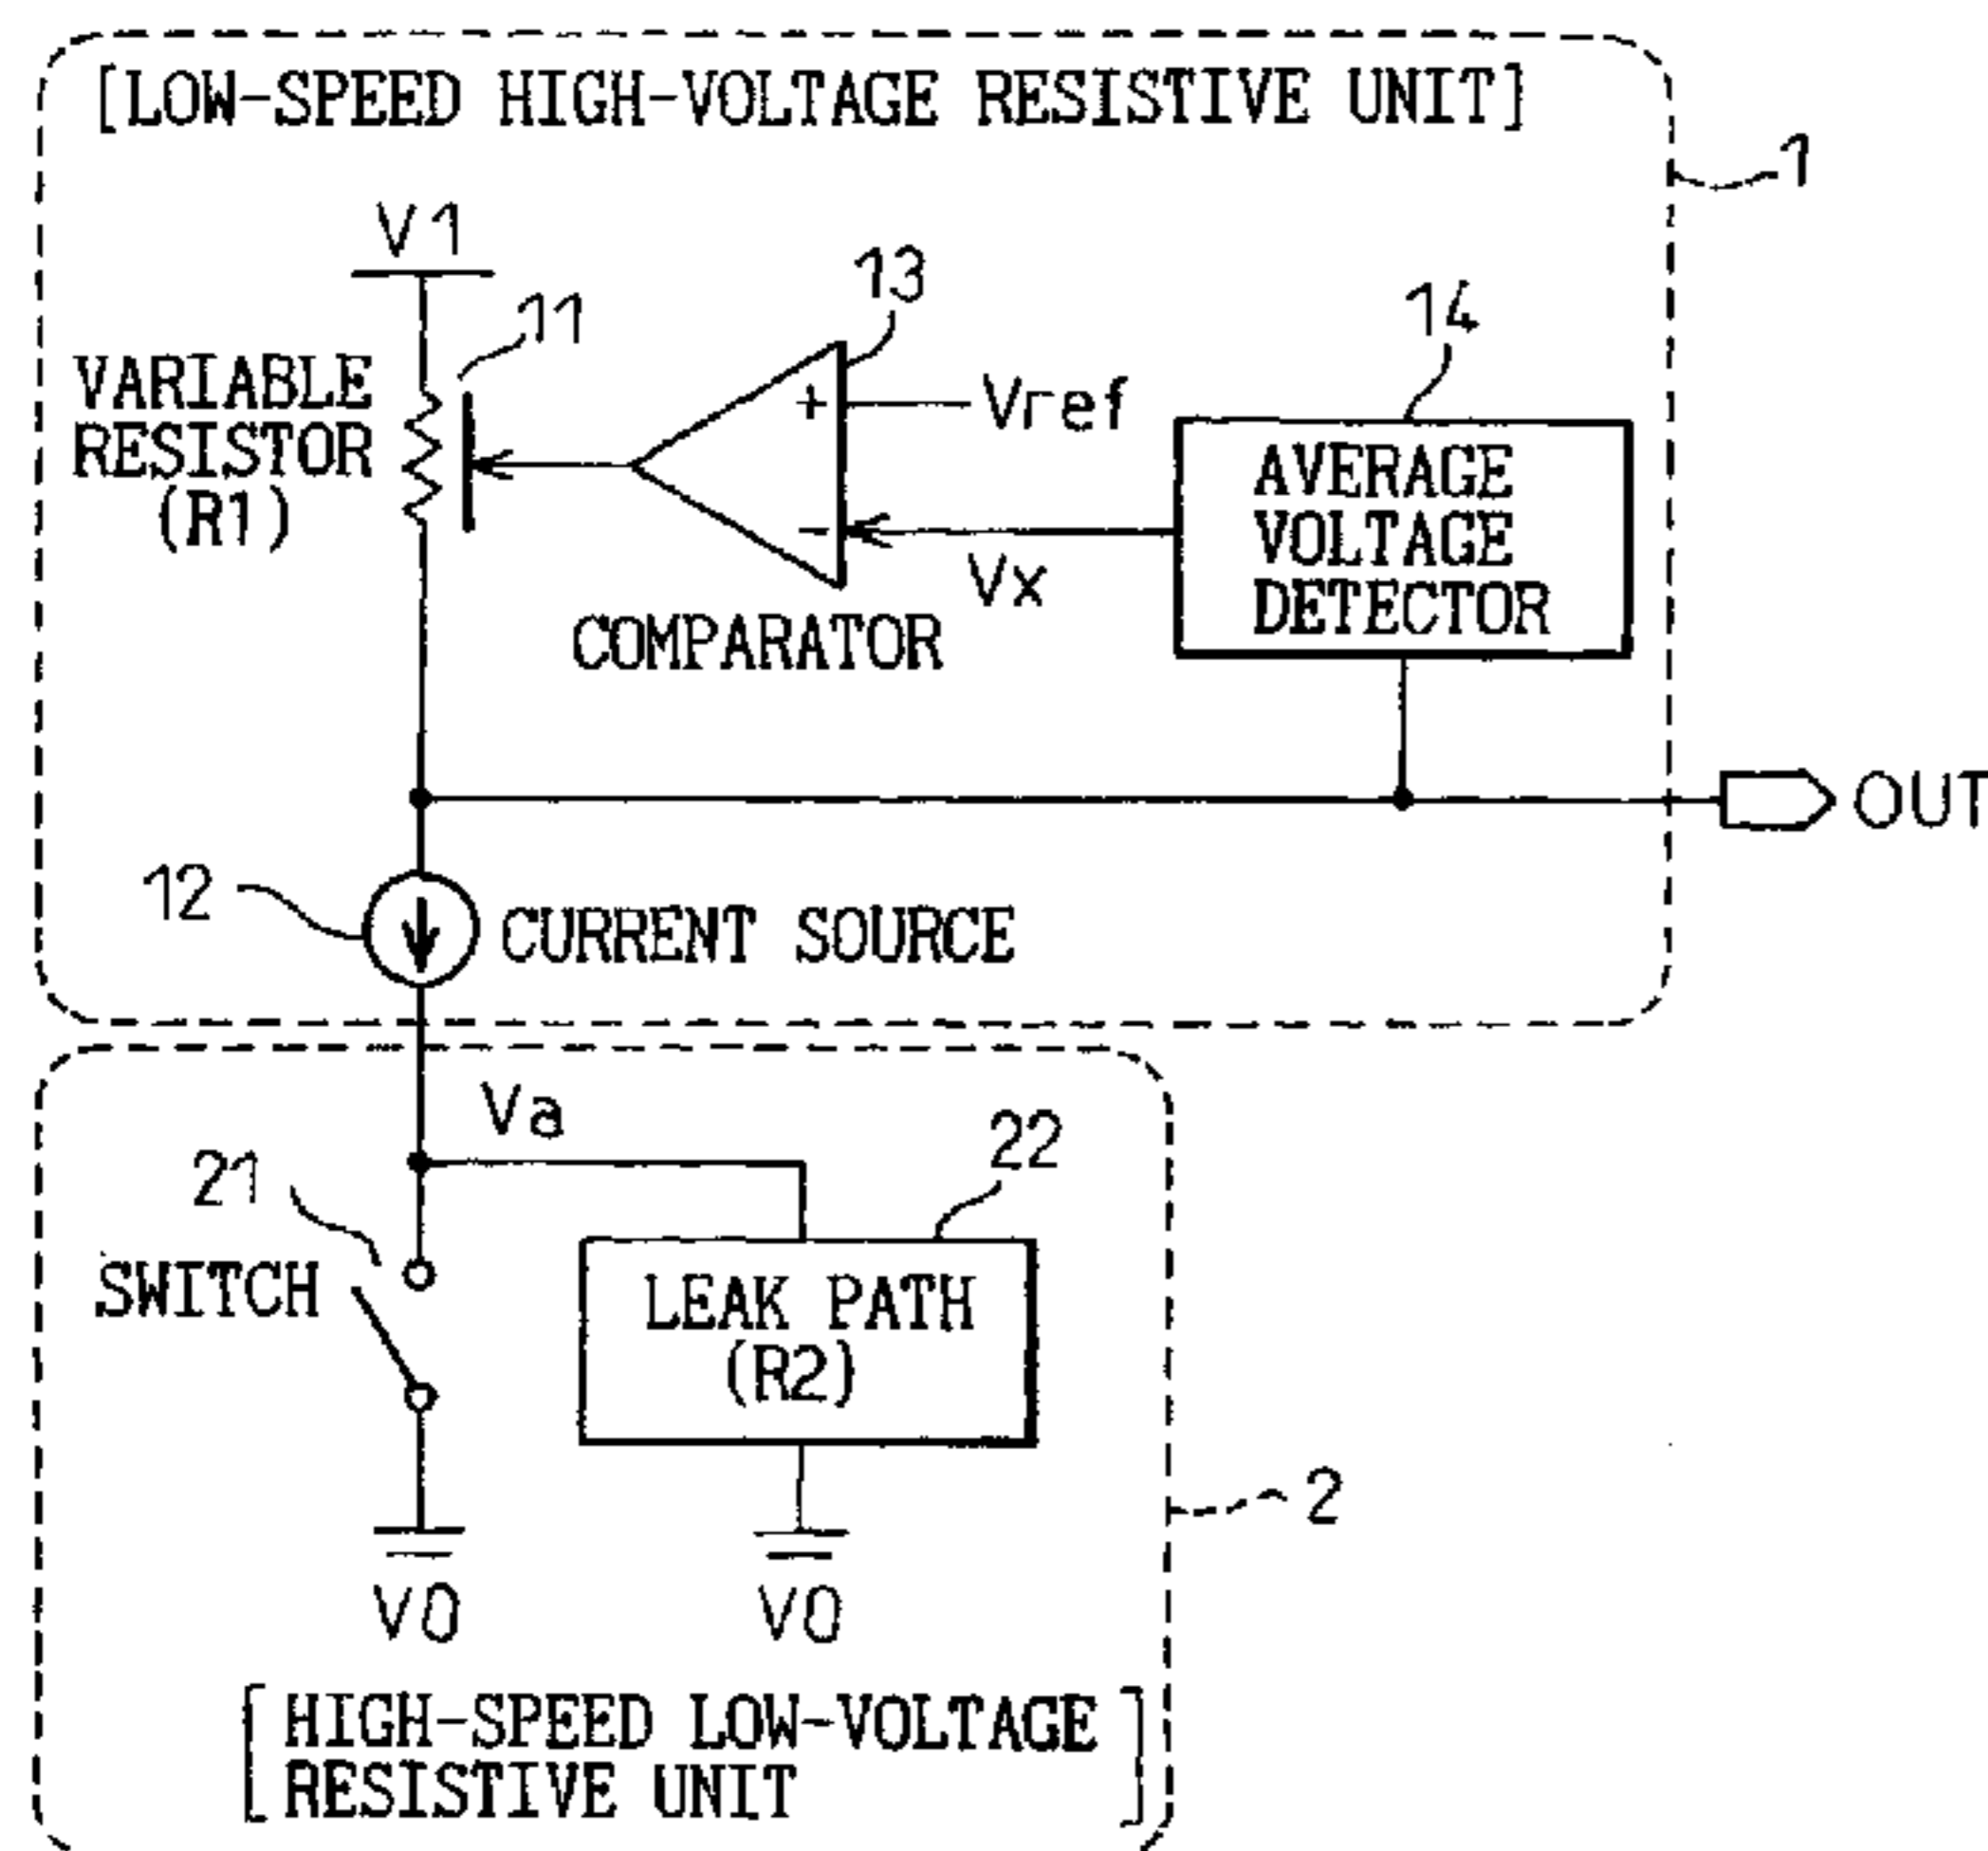 [LOW-SPEED HIGH-VOLTAGE RESISTIVE UNIT]
1
V1
11
13
14
VARIABLE
RESISTOR
(R1)
+
Vref
-
Vx
AVERAGE
VOLTAGE
DETECTOR
COMPARATOR
OUT
12
CURRENT SOURCE
Va
21
22
SWITCH
LEAK PATH
(R2)
2
V0
V0
[HIGH-SPEED LOW-VOLTAGE
RESISTIVE UNIT]